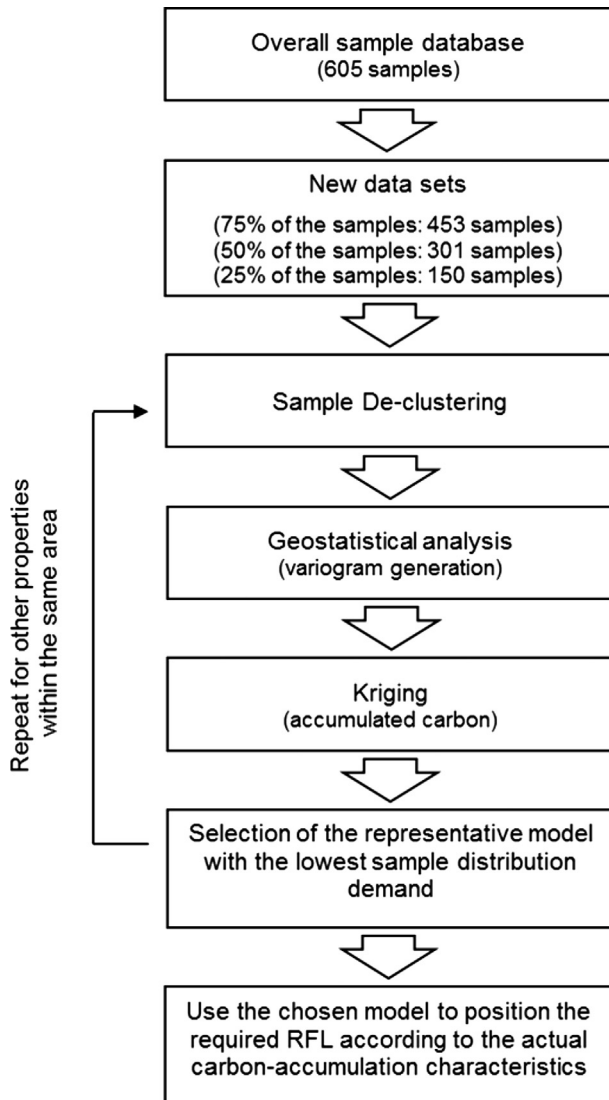 Overall sample database
(605 samples)
New data sets
(75% of the samples: 453 samples)
(50% of the samples: 301 samples)
(25% of the samples: 150 samples)
Sample De-clustering
Geostatistical analysis
(variogram generation)
Kriging
(accumulated carbon)
Selection of the representative model
with the lowest sample distribution
demand
Use the chosen model to position the
required RFL according to the actual
carbon-accumulation characteristics
Repeat for other properties
within the same area